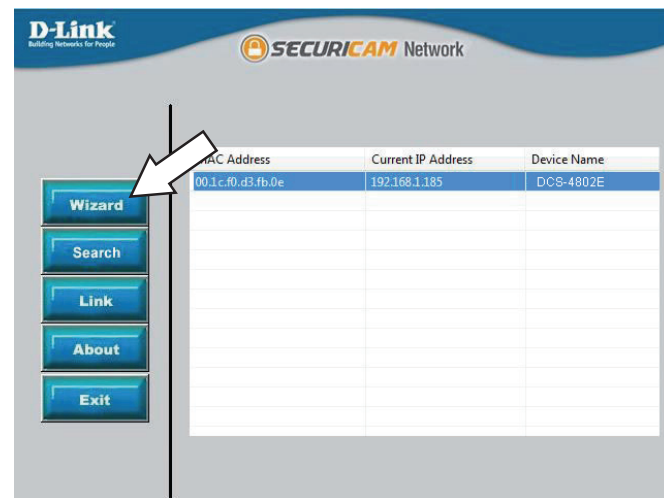 D-Link
Building Networks for People
SECURICAM Network
MAC Address Current IP Address Device Name
00.1c.f0.d3.fb.0e 192.168.1.185 DCS-4802E
Wizard
Search
Link
About
Exit